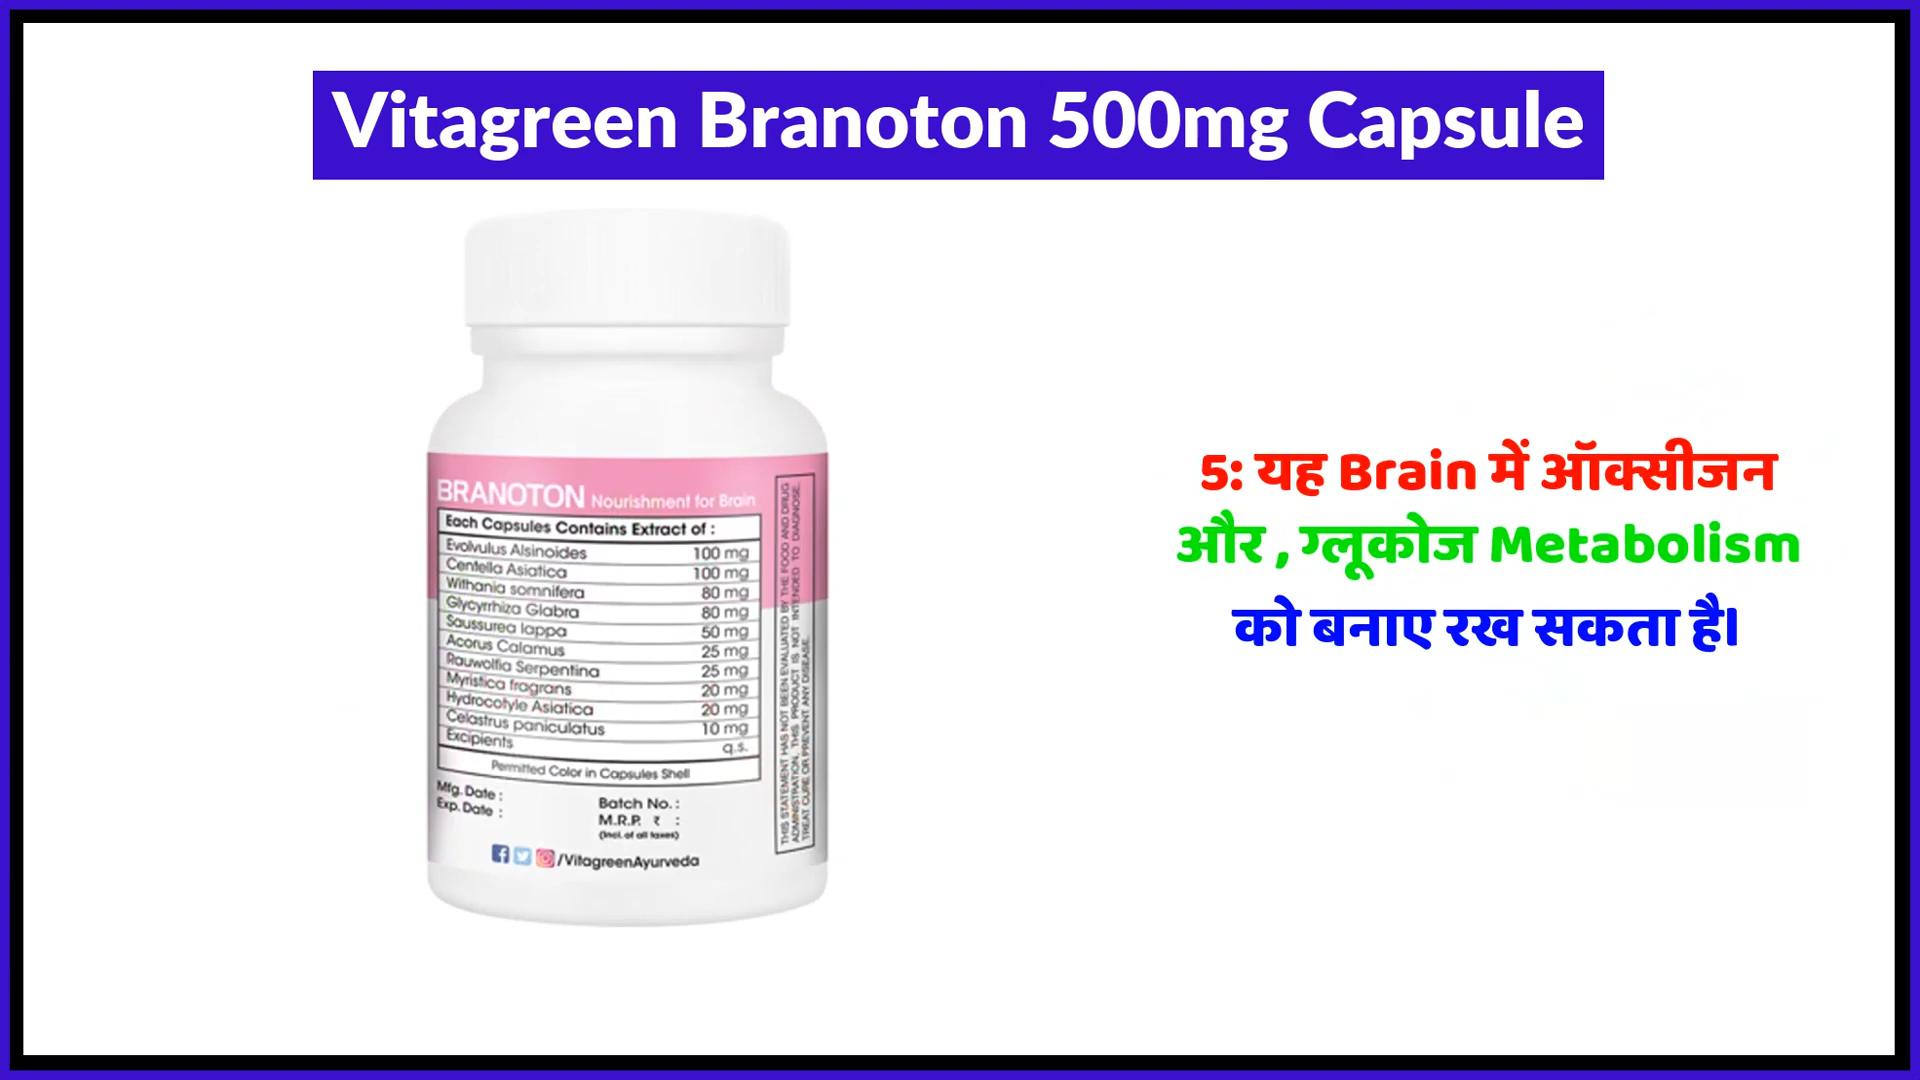 Vitagreen Branoton 500mg Capsule
BRANOTON Nourishment for Brain
Each Capsules Contains Extract of :
Evolvulus Alsinoides 100 mg
Centella Asiatica 100 mg
Withania somnifera 80 mg
Glycyrrhiza Glabra 80 mg
Saussurea lappa 50 mg
Acorus Calamus 25 mg
Rauwolfia Serpentina 25 mg
Myristica fragrans 20 mg
Hydrocotyle Asiatica 20 mg
Celastrus paniculatus 10 mg
Excipients q.s.
Permitted Color in Capsules Shell
Mfg. Date :
Exp. Date :
Batch No. :
M.R.P. ₹ :
(Incl. of all taxes)
/VitagreenAyurveda
THIS STATEMENT HAS NOT BEEN EVALUATED BY THE FOOD AND DRUG
ADMINISTRATION, THIS PRODUCT IS NOT INTENDED TO DIAGNOSE,
TREAT CURE OR PREVENT ANY DISEASE.
5: यह Brain में ऑक्सीजन
और , ग्लूकोज Metabolism
को बनाए रख सकता है।